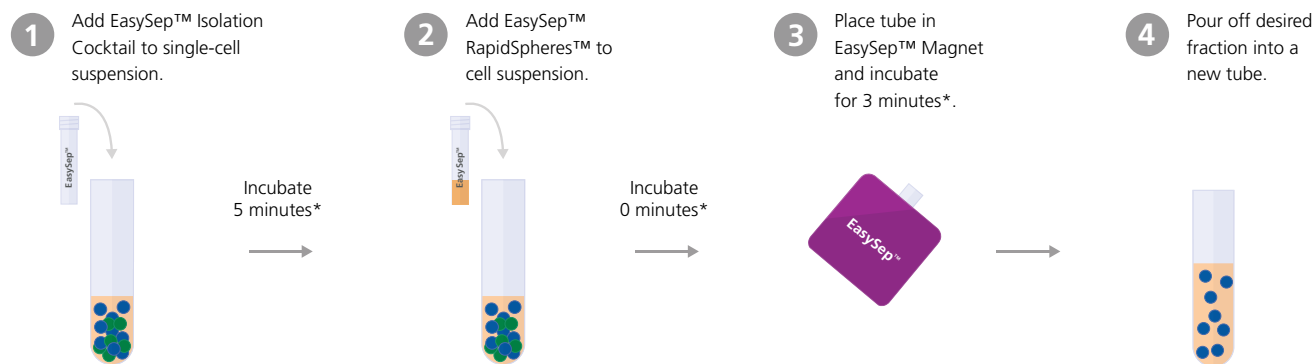 1
Add EasySep™ Isolation
Cocktail to single-cell
suspension.
EasySep™
Incubate
5 minutes*
2
Add EasySep™
RapidSpheres™ to
cell suspension.
EasySep™
Incubate
0 minutes*
3
Place tube in
EasySep™ Magnet
and incubate
for 3 minutes*.
EasySep™
4
Pour off desired
fraction into a
new tube.